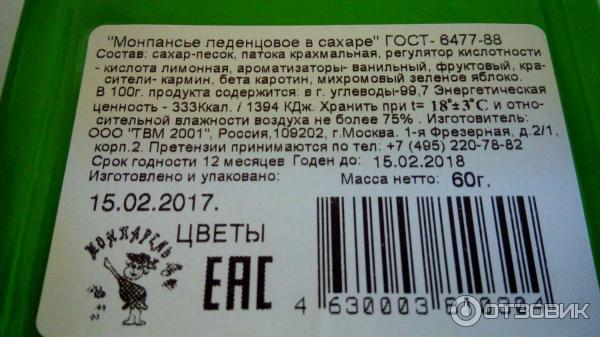 "Монпансье леденцовое в сахаре" ГОСТ- 6477-88
Состав: сахар-песок, патока крахмальная, регулятор кислотности
- кислота лимонная, ароматизаторы- ванильный, фруктовый, кра-
сители- кармин, бета каротин, михромовый зеленое яблоко.
В 100г. продукта содержится: в г. углеводы-99,7 Энергетическая
ценность - 333Ккал. / 1394 КДж. Хранить при t= 18°±3°С и отно-
сительной влажности воздуха не более 75% . Изготовитель:
ООО "ТВМ 2001", Россия,109202, г.Москва. 1-я Фрезерная, д.2/1,
корп.2. Претензии принимаются по тел: +7 (495) 220-78-82
Срок годности 12 месяцев Годен до: 15.02.2018
Изготовлено и упаковано: Масса нетто: 60г.
15.02.2017.
ЦВЕТЫ
ЕАС
4 630003
ОТЗОВИК